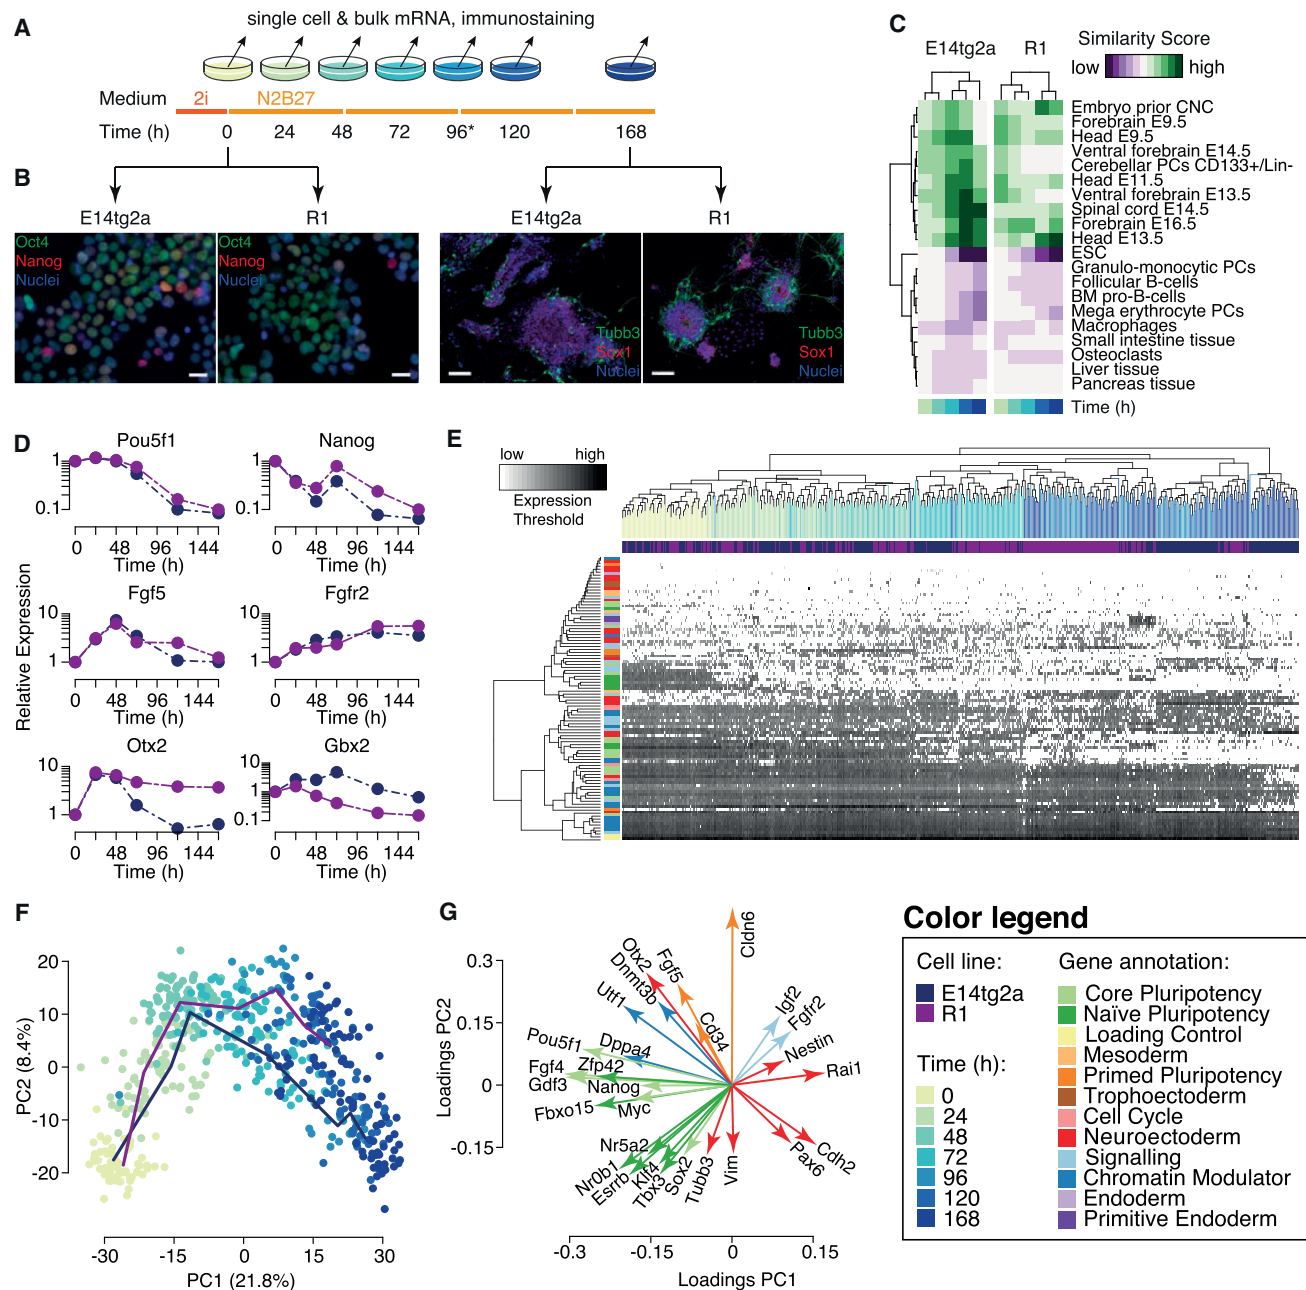 A
single cell & bulk mRNA, immunostaining
Medium
2i
N2B27
Time (h)
0
24
48
72
96*
120
168
B
E14tg2a
R1
E14tg2a
R1
Oct4
Nanog
Nuclei
Oct4
Nanog
Nuclei
Tubb3
Sox1
Nuclei
Tubb3
Sox1
Nuclei
C
E14tg2a
R1
Similarity Score
low
high
Embryo prior CNC
Forebrain E9.5
Head E9.5
Ventral forebrain E14.5
Cerebellar PCs CD133+/Lin-
Head E11.5
Ventral forebrain E13.5
Spinal cord E14.5
Forebrain E16.5
Head E13.5
ESC
Granulo-monocytic PCs
Follicular B-cells
BM pro-B-cells
Mega erythrocyte PCs
Macrophages
Small intestine tissue
Osteoclasts
Liver tissue
Pancreas tissue
Time (h)
D
Relative Expression
Pou5f1
1
0.1
0 48 96 144
Time (h)
Nanog
1
0.1
0 48 96 144
Time (h)
Fgf5
10
1
0 48 96 144
Time (h)
Fgfr2
10
1
0 48 96 144
Time (h)
Otx2
10
1
0 48 96 144
Time (h)
Gbx2
10
1
0.1
0 48 96 144
Time (h)
E
low
high
Expression
Threshold
F
PC2 (8.4%)
20
10
0
-10
-20
-30 -15 0 15 30
PC1 (21.8%)
G
Loadings PC2
0.3
0.15
0
-0.15
-0.3 -0.15 0 0.15
Loadings PC1
Cldn6
Otx2
Fgf5
Dnmt3b
Utf1
Cd34
Igf2
Fgfr2
Pou5f1
Dppa4
Nestin
Fgf4
Zfp42
Rai1
Gdf3
Nanog
Fbxo15
Myc
Nr5a2
Nr0b1
Esrrb
Klf4
Tbx3
Sox2
Tubb3
Vim
Pax6
Cdh2
Color legend
Cell line:
E14tg2a
R1
Time (h):
0
24
48
72
96
120
168
Gene annotation:
Core Pluripotency
Naïve Pluripotency
Loading Control
Mesoderm
Primed Pluripotency
Trophoectoderm
Cell Cycle
Neuroectoderm
Signalling
Chromatin Modulator
Endoderm
Primitive Endoderm